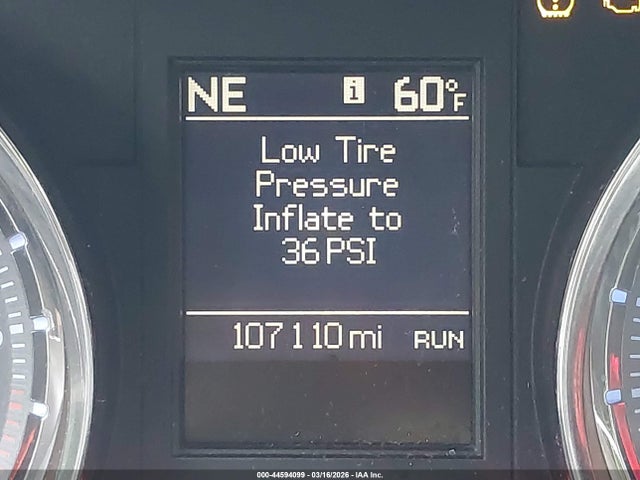 NE i 60°F
Low Tire
Pressure
Inflate to
36 PSI
107110 mi RUN
000-44594099 - 03/16/2026 - IAA Inc.